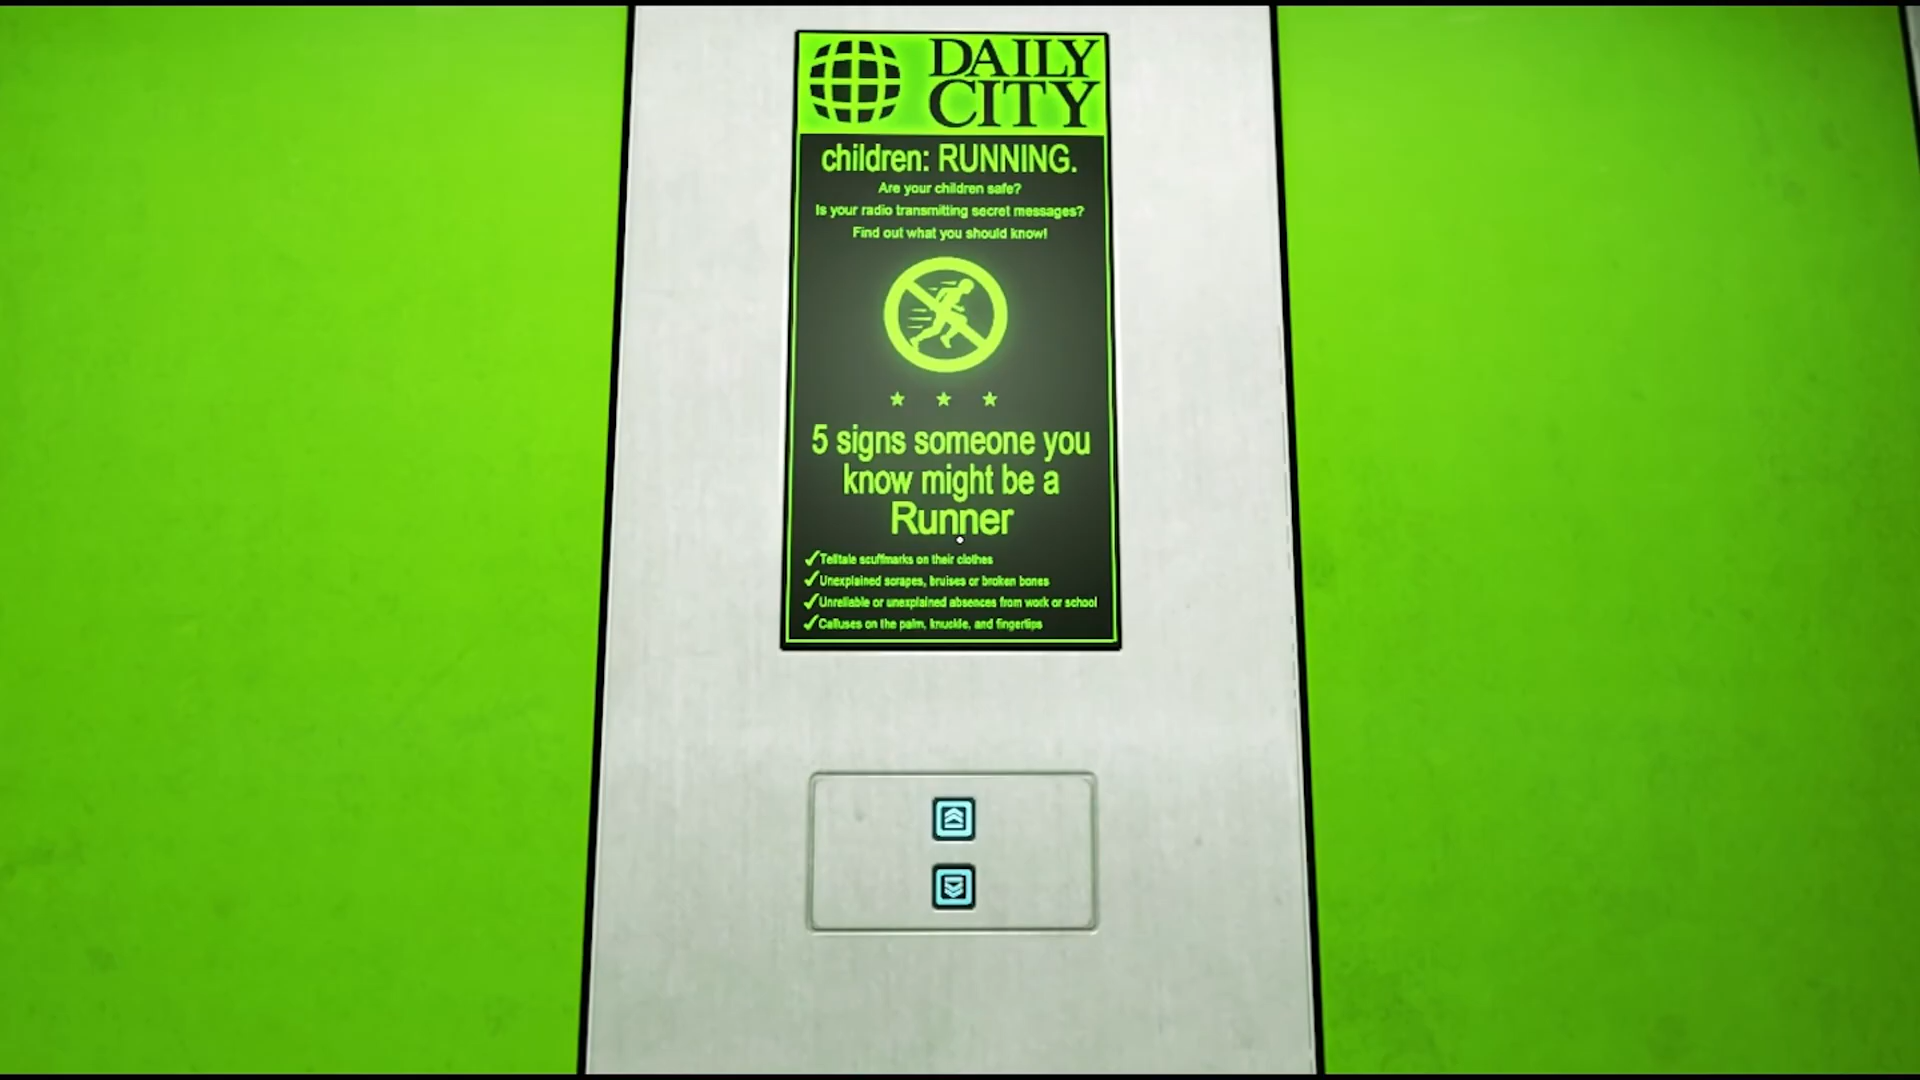 DAILY
CITY
children: RUNNING.
Are your children safe?
Is your radio transmitting secret messages?
Find out what you should know!
5 signs someone you
know might be a
Runner
Telltale scuffmarks on their clothes
Unexplained scrapes, bruises or broken bones
Unreliable or unexplained absences from work or school
Calluses on the palm, knuckle, and fingertips